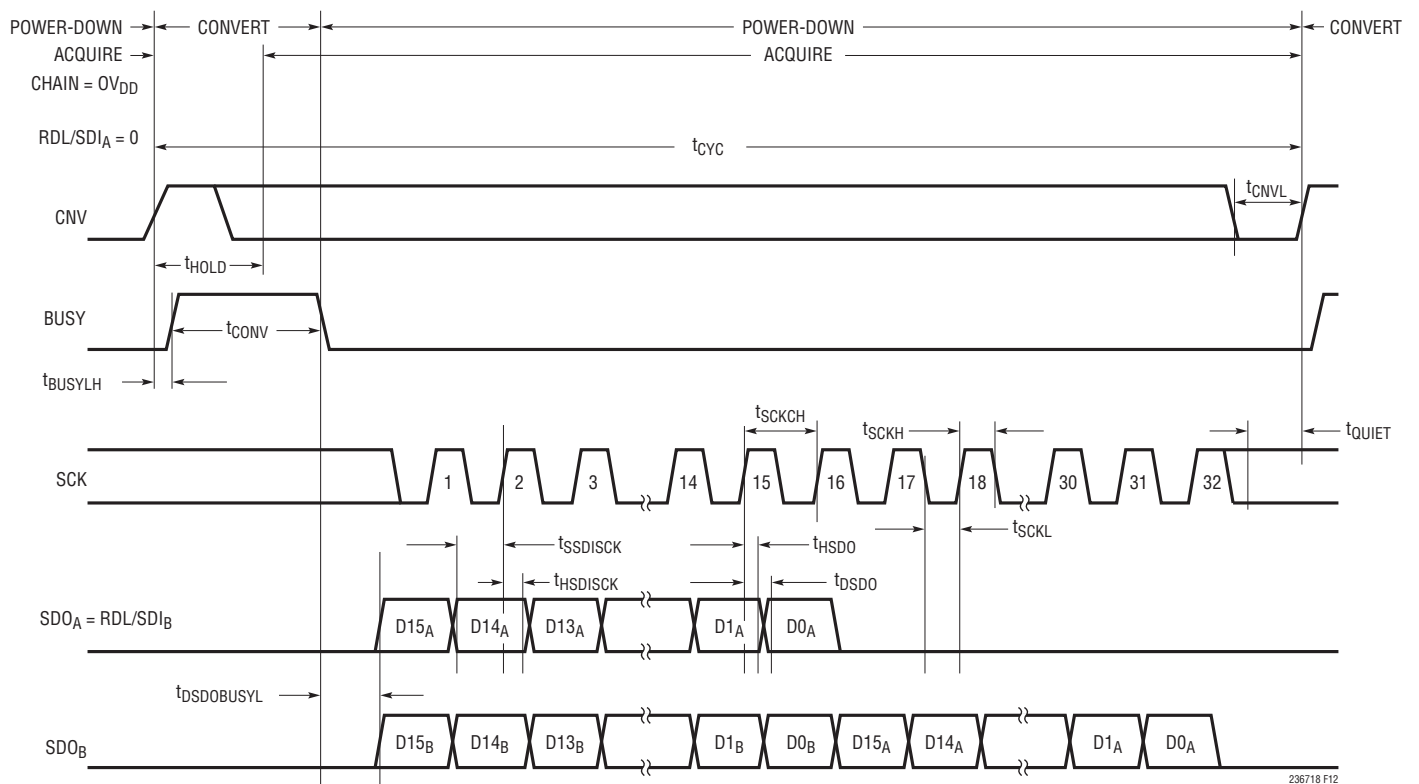 POWER-DOWN CONVERT POWER-DOWN CONVERT
ACQUIRE ACQUIRE
CHAIN = OVDD
RDL/SDIA = 0
tCYC
tCNVL
CNV
tHOLD
BUSY
tCONV
tBUSYLH
tSCKCH
tSCKH
tQUIET
SCK
1 2 3 14 15 16 17 18 30 31 32
tSSDISCK
tHSDO
tSCKL
tHSDISCK
tDSDO
SDOA = RDL/SDIB
D15A D14A D13A D1A D0A
tDSDOBUSYL
SDOB
D15B D14B D13B D1B D0B D15A D14A D1A D0A
236718 F12